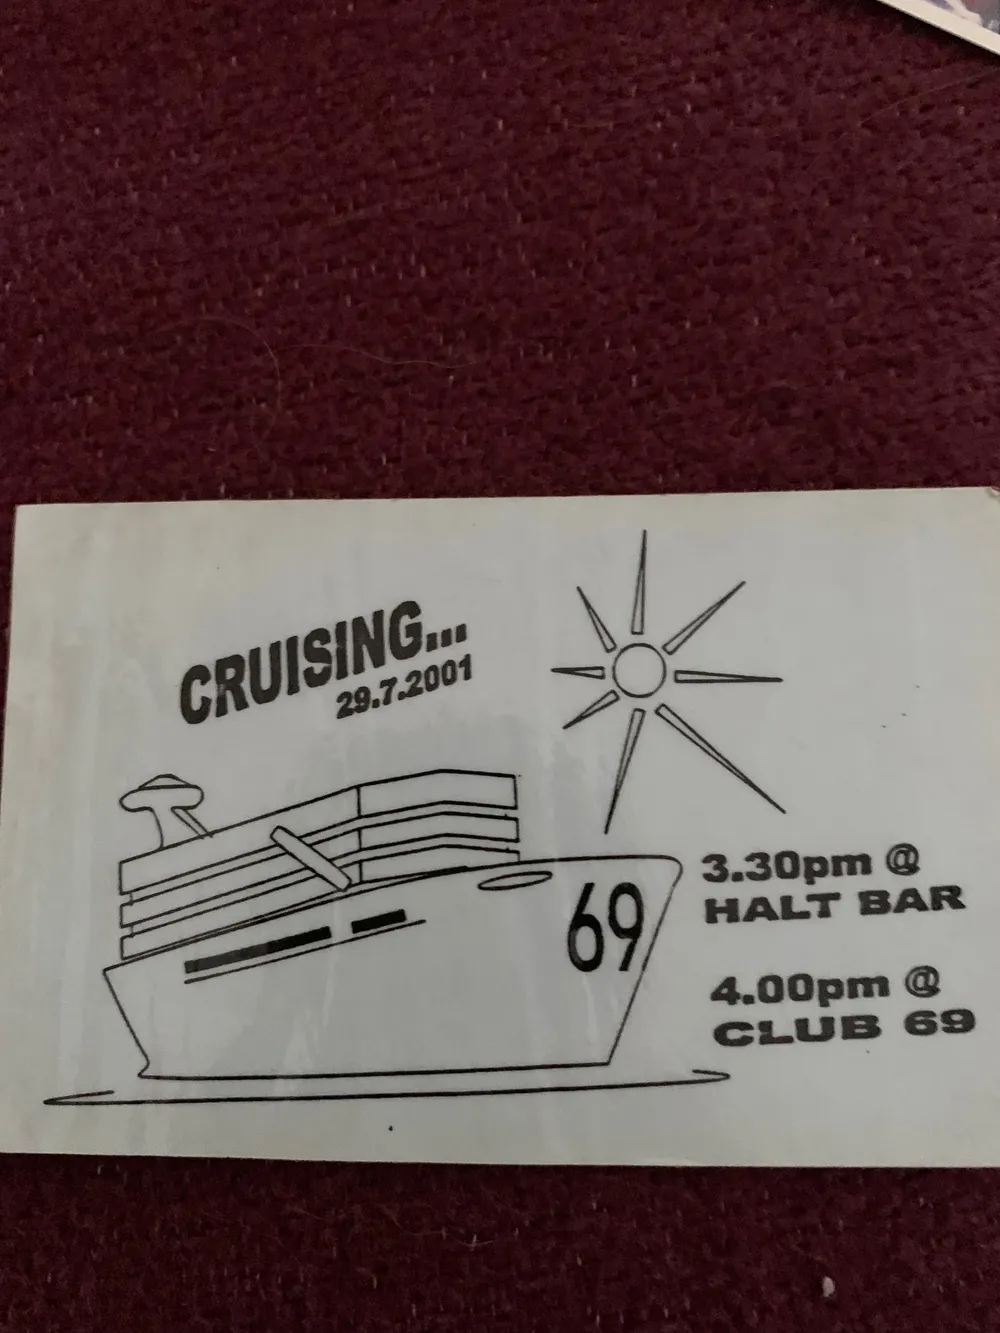 CRUISING...
29.7.2001
69
3.30pm @
HALT BAR
4.00pm @
CLUB 69